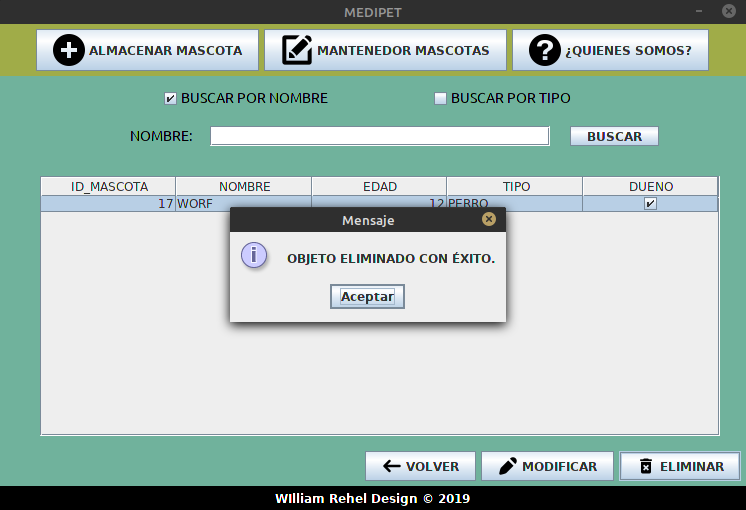 MEDIPET
ALMACENAR MASCOTA MANTENEDOR MASCOTAS ¿QUIENES SOMOS?
BUSCAR POR NOMBRE BUSCAR POR TIPO
NOMBRE: BUSCAR
ID_MASCOTA NOMBRE EDAD TIPO DUENO
17 WORF 12 PERRO
Mensaje
OBJETO ELIMINADO CON ÉXITO.
Aceptar
VOLVER MODIFICAR ELIMINAR
WIlliam Rehel Design © 2019